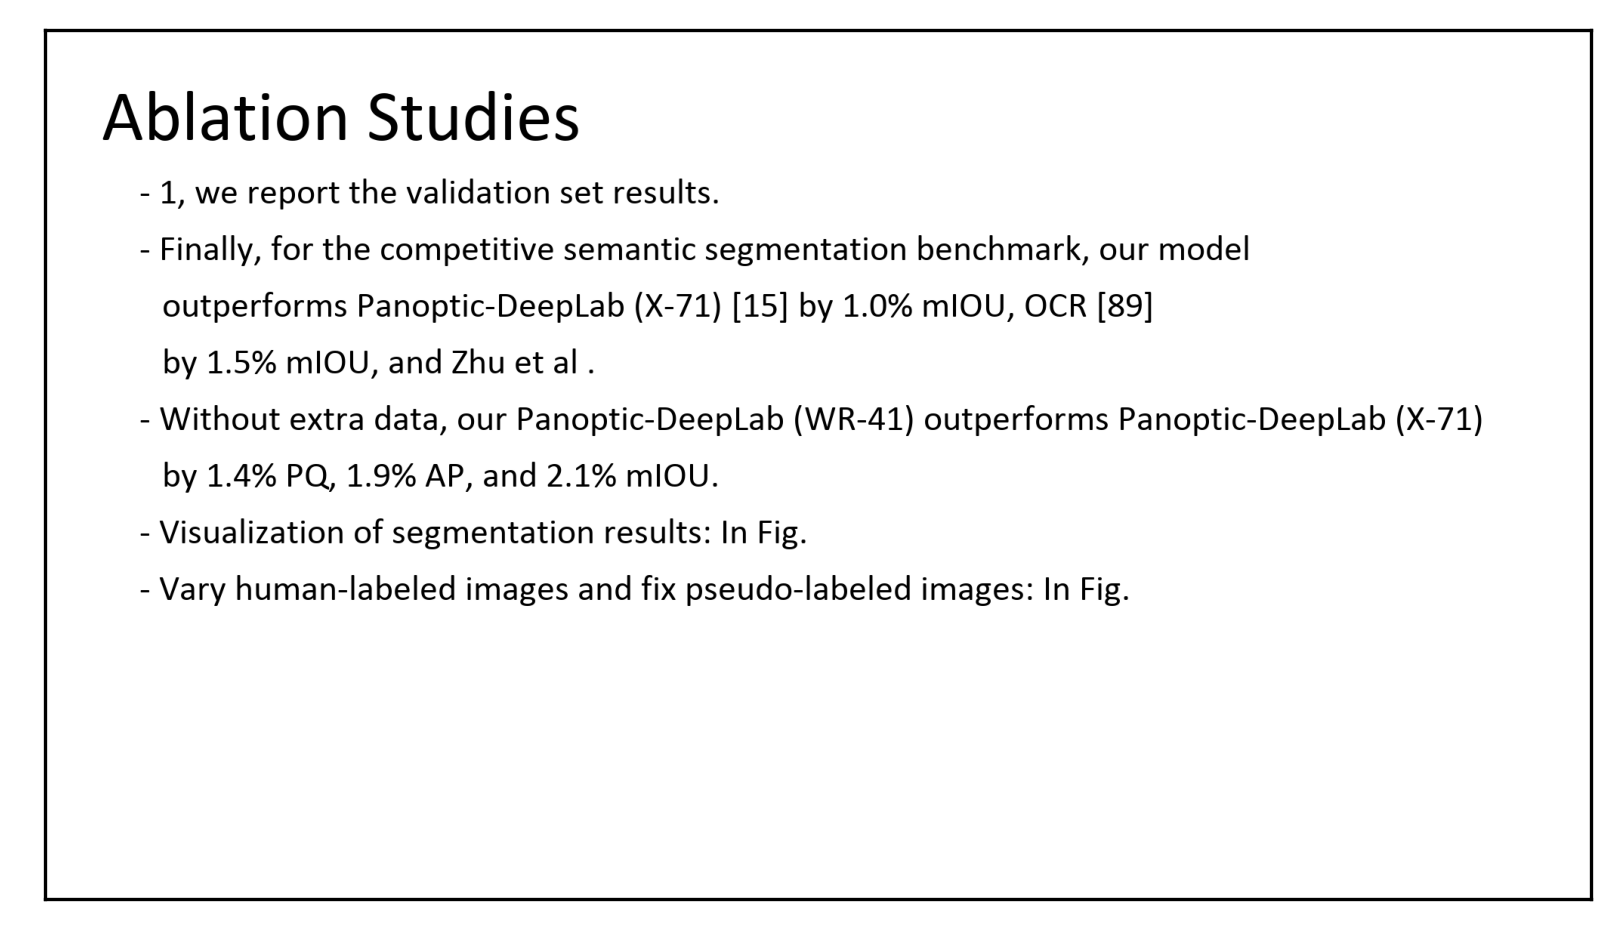 Ablation Studies
- 1, we report the validation set results.
- Finally, for the competitive semantic segmentation benchmark, our model
outperforms Panoptic-DeepLab (X-71) [15] by 1.0% mIOU, OCR [89]
by 1.5% mIOU, and Zhu et al .
- Without extra data, our Panoptic-DeepLab (WR-41) outperforms Panoptic-DeepLab (X-71)
by 1.4% PQ, 1.9% AP, and 2.1% mIOU.
- Visualization of segmentation results: In Fig.
- Vary human-labeled images and fix pseudo-labeled images: In Fig.